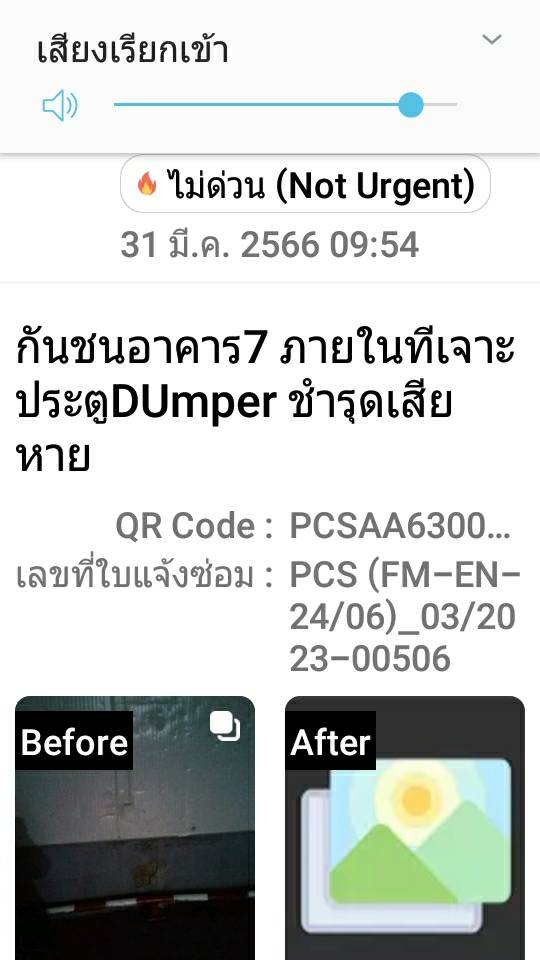 เสียงเรียกเข้า
ไม่ด่วน (Not Urgent)
31 มี.ค. 2566 09:54
กันชนอาคาร7 ภายในที่เจาะ
ประตูDUmper ชำรุดเสีย
หาย
QR Code : PCSAA6300...
เลขที่ใบแจ้งซ่อม : PCS (FM-EN-
24/06)_03/20
23-00506
Before
After